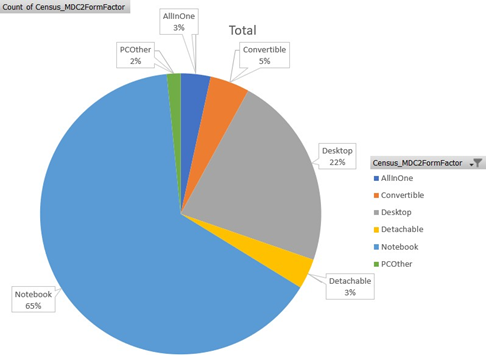 Count of Census_MDC2FormFactor
Total
AllInOne
3%
PCOther
2%
Convertible
5%
Desktop
22%
Detachable
3%
Notebook
65%
Census_MDC2FormFactor
AllInOne
Convertible
Desktop
Detachable
Notebook
PCOther